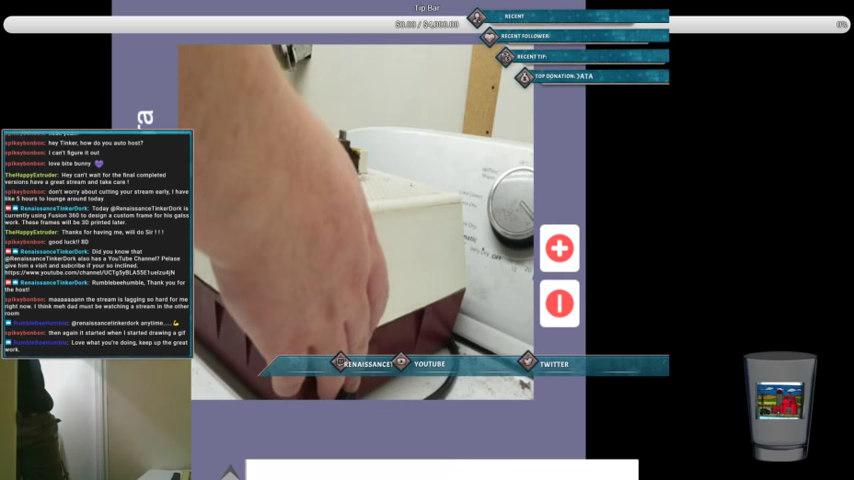 Tip Bar
$0.00 / $4,000.00
0%
RECENT
RECENT FOLLOWER:
RECENT TIP:
TOP DONATION: DATA
ra
spikeybonbon: hey Tinker, how do you auto host?
spikeybonbon: I can't figure it out
spikeybonbon: love bite bunny
TheHappyExtruder: Hey can't wait for the final completed
versions have a great stream and take care !
spikeybonbon: don't worry about cutting your stream early, I have
like 5 hours to lounge around today
RenaissanceTinkerDork: Today @RenaissanceTinkerDork is
currently using Fusion 360 to design a custom frame for his galss
work. These frames will be 3D printed later.
TheHappyExtruder: Thanks for having me, will do Sir ! ! !
spikeybonbon: good luck!! 8D
RenaissanceTinkerDork: Did you know that
@RenaissanceTinkerDork also has a YouTube Channel? Pelase
give him a visit and subcribe if your so inclined.
RenaissanceTinkerDork: Rumblebeehumble, Thank you for
the host!
spikeybonbon: maaaaaaann the stream is lagging so hard for me
right now. I think meh dad must be watching a stream in the other
room
RumbleBeeHumble: @renaissancetinkerdork anytime.....
spikeybonbon: then again it started when I started drawing a gif
RumbleBeeHumble: Love what you're doing, keep up the great
work.
RENAISSANCE
YOUTUBE
TWITTER